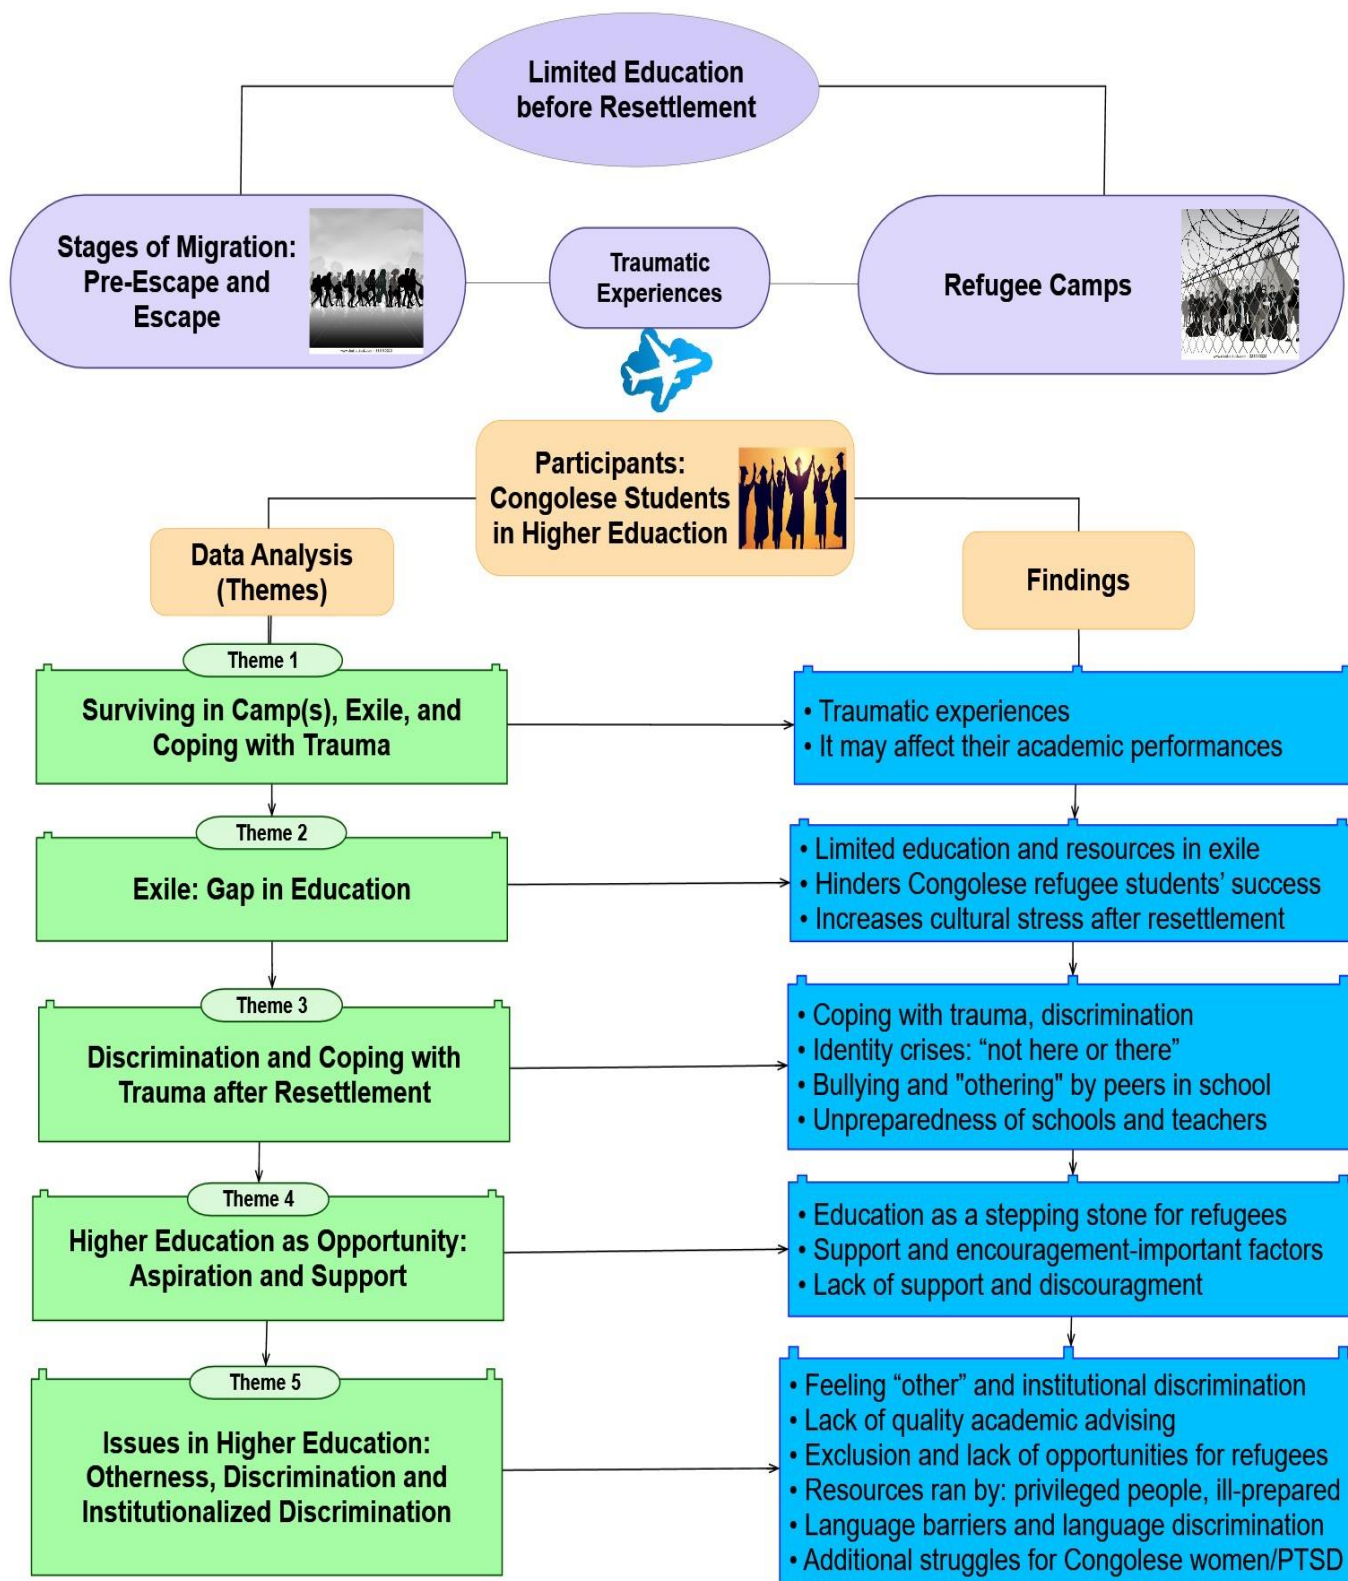 Limited Education
before Resettlement
Stages of Migration:
Pre-Escape and
Escape
Traumatic
Experiences
Refugee Camps
Participants:
Congolese Students
in Higher Eduaction
Data Analysis
(Themes)
Findings
Theme 1
Surviving in Camp(s), Exile, and
Coping with Trauma
• Traumatic experiences
• It may affect their academic performances
Theme 2
Exile: Gap in Education
• Limited education and resources in exile
• Hinders Congolese refugee students’ success
• Increases cultural stress after resettlement
Theme 3
Discrimination and Coping with
Trauma after Resettlement
• Coping with trauma, discrimination
• Identity crises: “not here or there”
• Bullying and "othering" by peers in school
• Unpreparedness of schools and teachers
Theme 4
Higher Education as Opportunity:
Aspiration and Support
• Education as a stepping stone for refugees
• Support and encouragement-important factors
• Lack of support and discouragment
Theme 5
Issues in Higher Education:
Otherness, Discrimination and
Institutionalized Discrimination
• Feeling “other” and institutional discrimination
• Lack of quality academic advising
• Exclusion and lack of opportunities for refugees
• Resources ran by: privileged people, ill-prepared
• Language barriers and language discrimination
• Additional struggles for Congolese women/PTSD